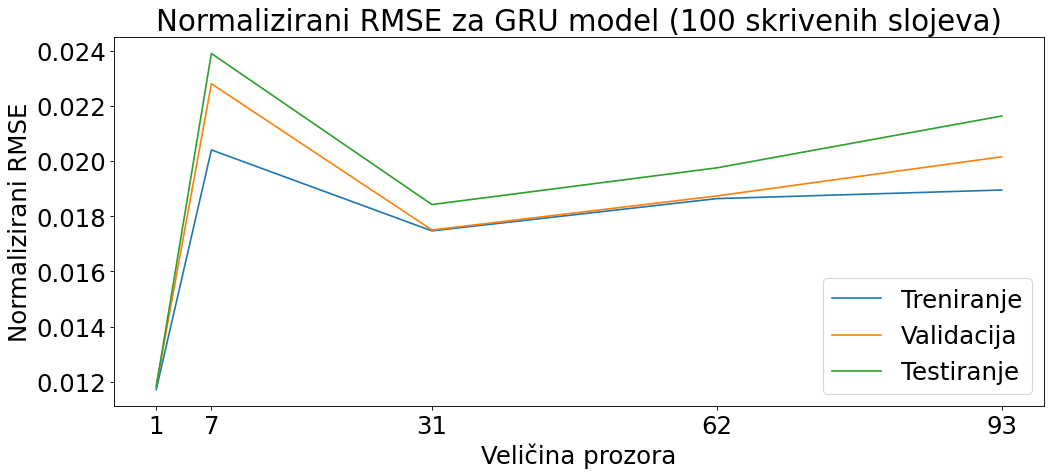 Normalizirani RMSE za GRU model (100 skrivenih slojeva)
Normalizirani RMSE
0.024
0.022
0.020
0.018
0.016
0.014
0.012
1 7 31 62 93
Veličina prozora
Treniranje
Validacija
Testiranje